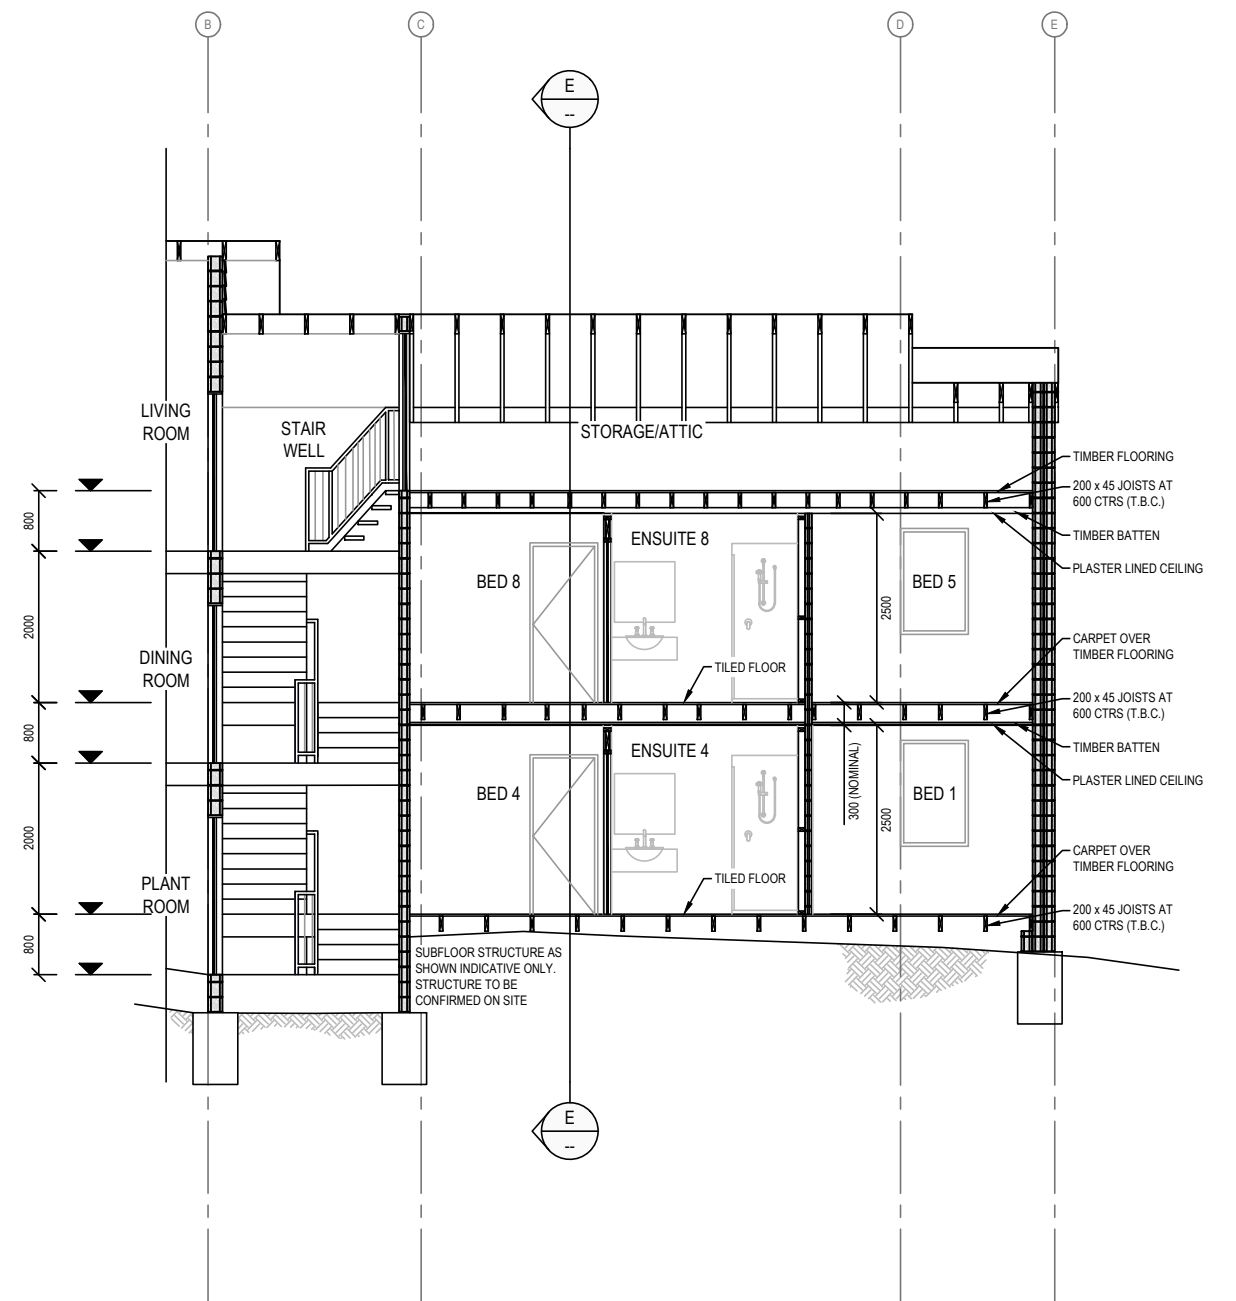 B
C
D
E
E
--
LIVING
ROOM
STAIR
WELL
STORAGE/ATTIC
TIMBER FLOORING
200 x 45 JOISTS AT
600 CTRS (T.B.C.)
TIMBER BATTEN
PLASTER LINED CEILING
800
ENSUITE 8
BED 8
BED 5
2500
2000
CARPET OVER
TIMBER FLOORING
DINING
ROOM
TILED FLOOR
200 x 45 JOISTS AT
600 CTRS (T.B.C.)
800
TIMBER BATTEN
PLASTER LINED CEILING
ENSUITE 4
300 (NOMINAL)
BED 4
BED 1
2500
2000
CARPET OVER
TIMBER FLOORING
PLANT
ROOM
TILED FLOOR
200 x 45 JOISTS AT
600 CTRS (T.B.C.)
800
SUBFLOOR STRUCTURE AS
SHOWN INDICATIVE ONLY.
STRUCTURE TO BE
CONFIRMED ON SITE
E
--